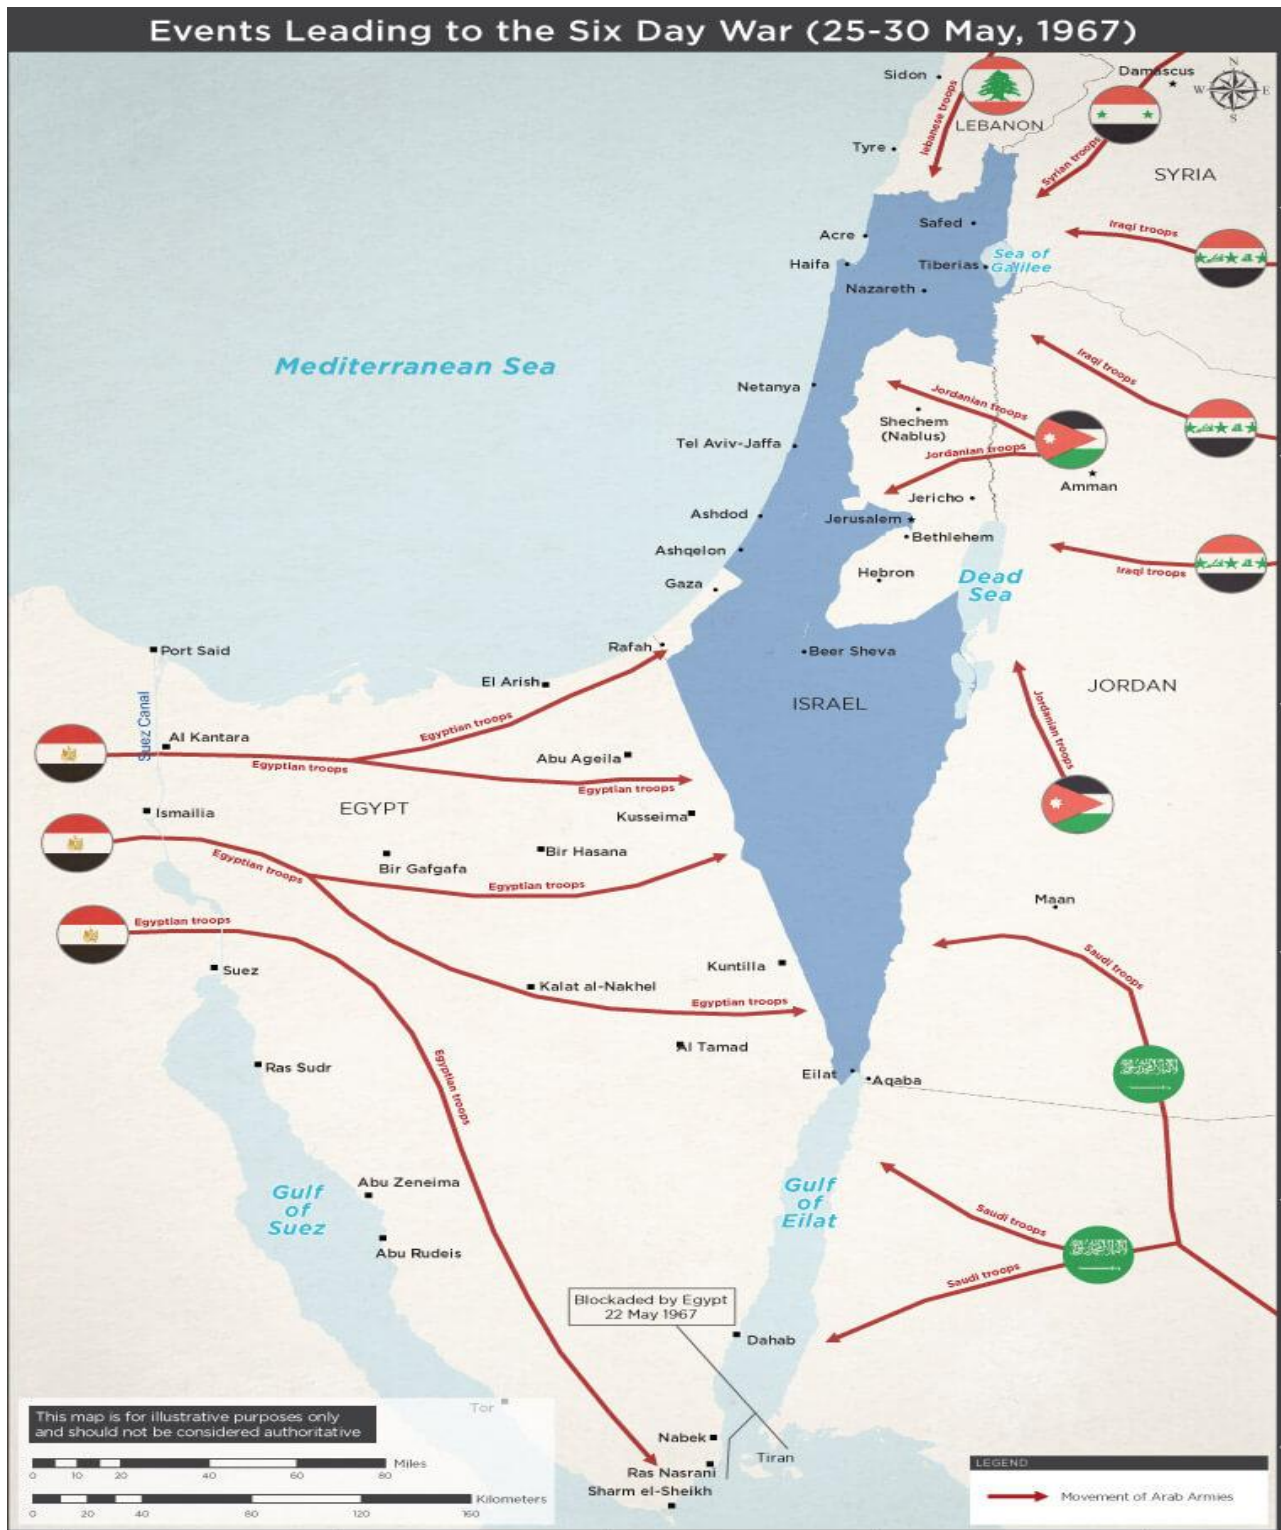 Events Leading to the Six Day War (25-30 May, 1967)
Sidon
Damascus
N
W
E
S
lebanese troops
LEBANON
Tyre
Syrian troops
SYRIA
Safed
Acre
Iraqi troops
Haifa
Tiberias
Sea of
Galilee
Nazareth
Mediterranean Sea
Iraqi troops
Netanya
Jordanian troops
Shechem
(Nablus)
Tel Aviv-Jaffa
Jordanian troops
Amman
Jericho
Ashdod
Jerusalem
Bethlehem
Ashqelon
Iraqi troops
Hebron
Dead
Sea
Gaza
Rafah
Beer Sheva
Port Said
El Arish
JORDAN
ISRAEL
Suez Canal
Jordanian troops
Egyptian troops
Al Kantara
Abu Ageila
Egyptian troops
Egyptian troops
EGYPT
Ismailia
Kusseima
Bir Hasana
Bir Gafgafa
Egyptian troops
Egyptian troops
Maan
Egyptian troops
Saudi troops
Kuntilla
Suez
Kalat al-Nakhel
Egyptian troops
Al Tamad
Ras Sudr
Eilat
Aqaba
Egyptian troops
Abu Zeneima
Gulf
of
Suez
Gulf
of
Eilat
Saudi troops
Abu Rudeis
Saudi troops
Blockaded by Egypt
22 May 1967
Dahab
Tor
This map is for illustrative purposes only
and should not be considered authoritative
Nabek
Tiran
Ras Nasrani
Sharm el-Sheikh
Miles
0 10 20 40 60 80
Kilometers
0 20 40 80 120 160
LEGEND
Movement of Arab Armies